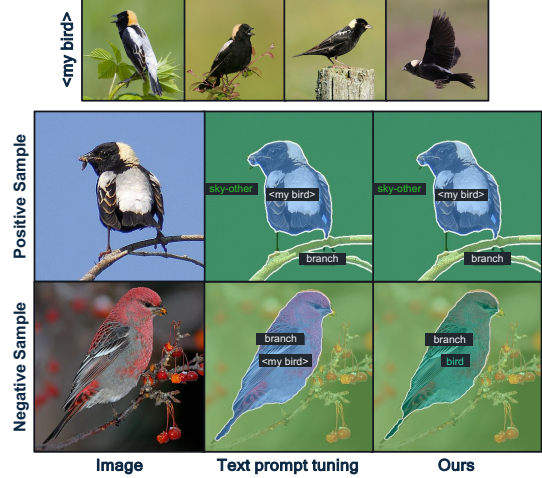 <my bird>
Positive Sample
sky-other
<my bird>
branch
sky-other
<my bird>
branch
Negative Sample
branch
<my bird>
branch
bird
Image
Text prompt tuning
Ours